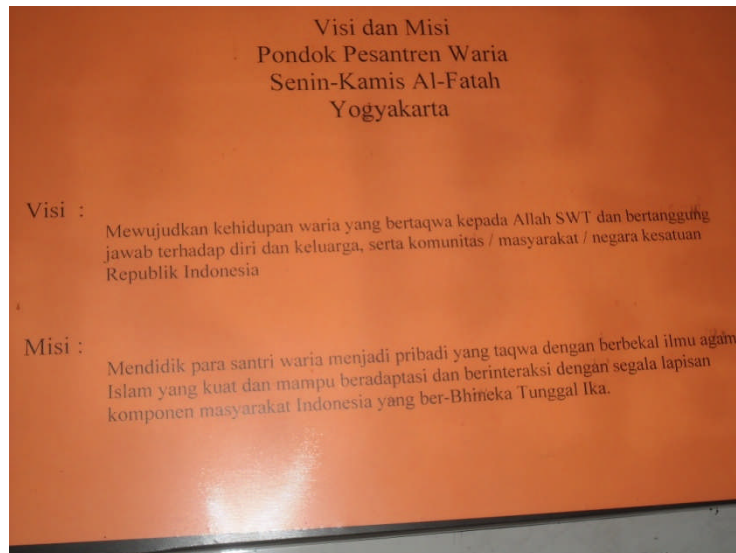 Visi dan Misi
Pondok Pesantren Waria
Senin-Kamis Al-Fatah
Yogyakarta
Visi :
Mewujudkan kehidupan waria yang bertaqwa kepada Allah SWT dan bertanggung
jawab terhadap diri dan keluarga, serta komunitas / masyarakat / negara kesatuan
Republik Indonesia
Misi :
Mendidik para santri waria menjadi pribadi yang taqwa dengan berbekal ilmu agam
Islam yang kuat dan mampu beradaptasi dan berinteraksi dengan segala lapisan
komponen masyarakat Indonesia yang ber-Bhineka Tunggal Ika.